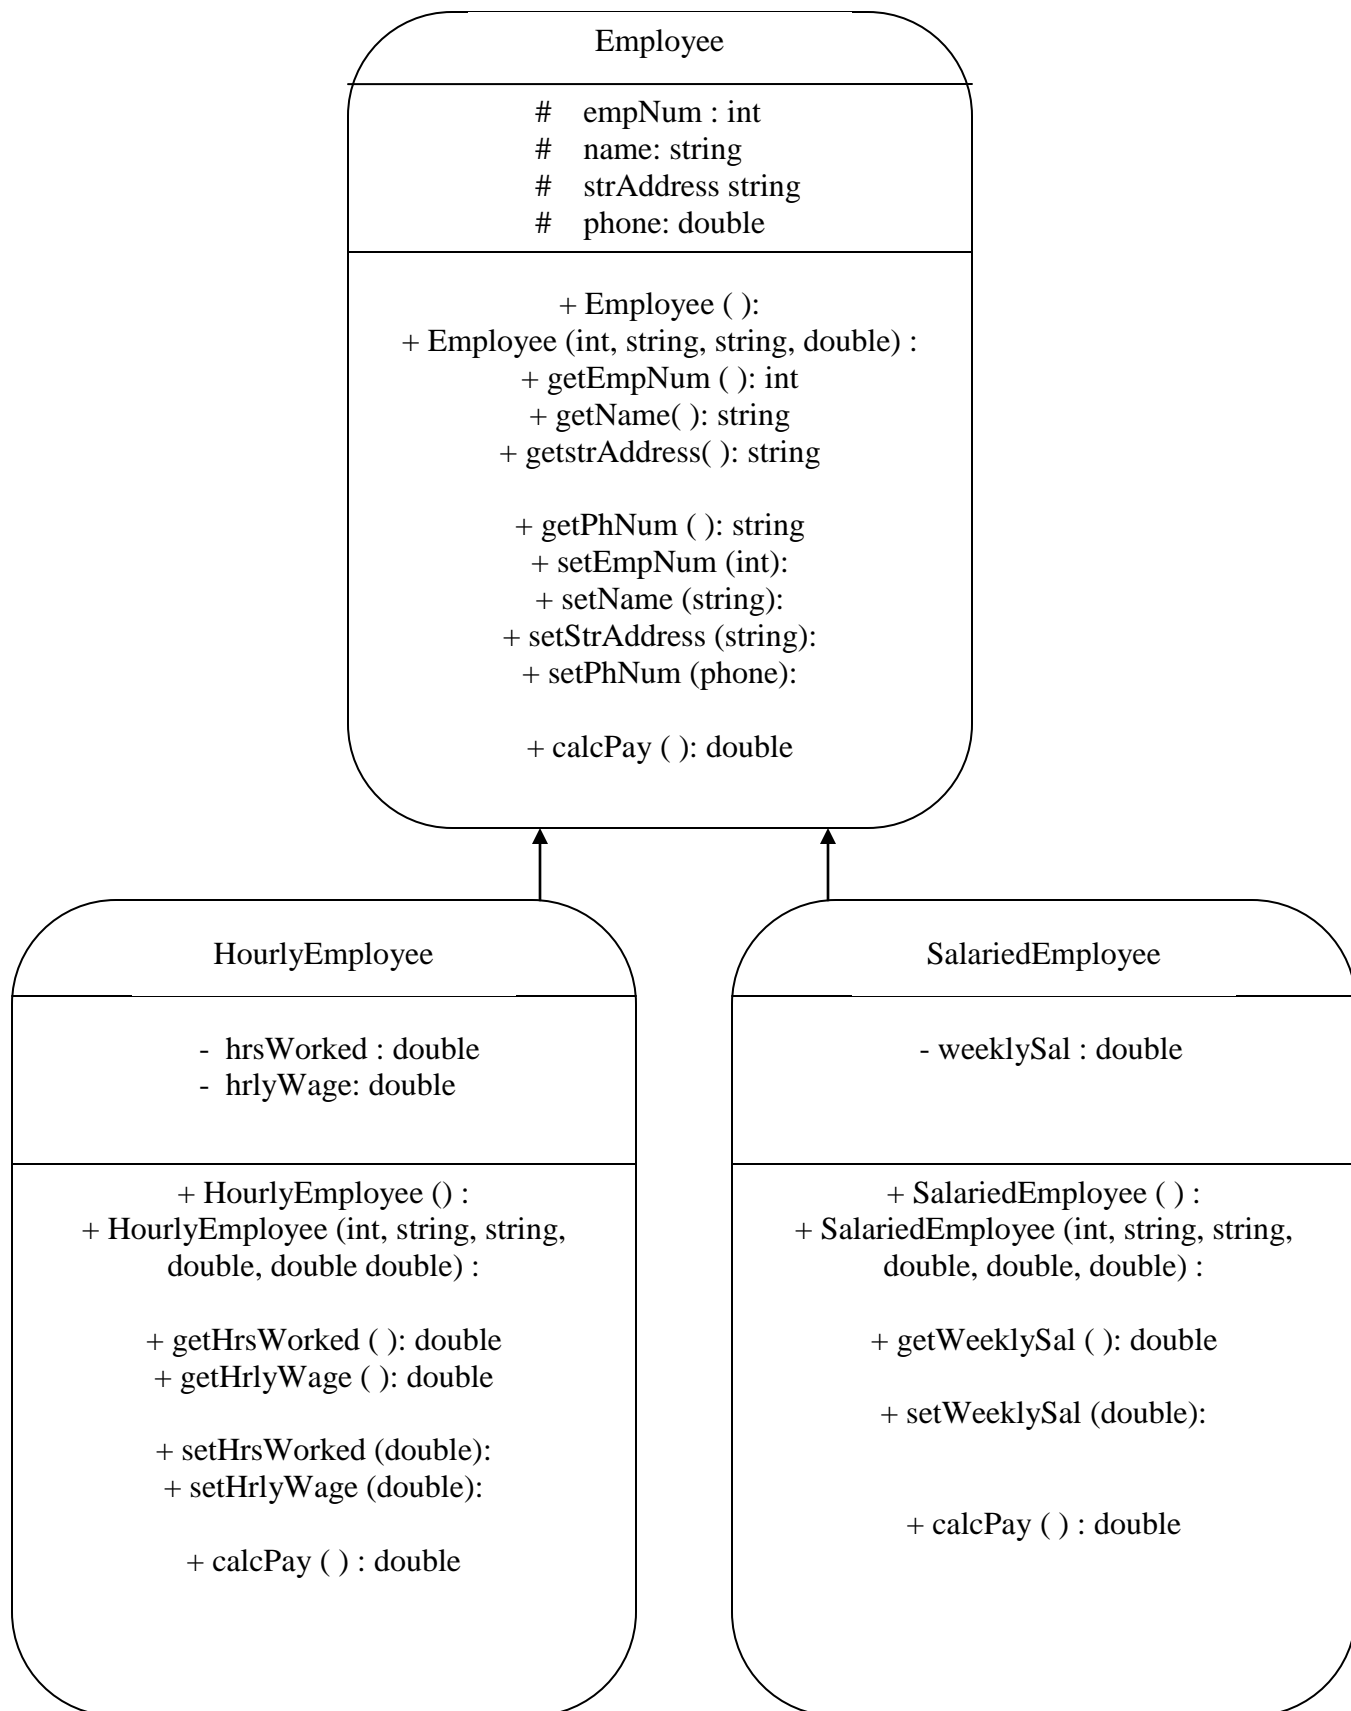 Employee
# empNum : int
# name: string
# strAddress string
# phone: double
+ Employee ( ):
+ Employee (int, string, string, double) :
+ getEmpNum ( ): int
+ getName( ): string
+ getstrAddress( ): string
+ getPhNum ( ): string
+ setEmpNum (int):
+ setName (string):
+ setStrAddress (string):
+ setPhNum (phone):
+ calcPay ( ): double
HourlyEmployee
- hrsWorked : double
- hrlyWage: double
+ HourlyEmployee () :
+ HourlyEmployee (int, string, string,
double, double double) :
+ getHrsWorked ( ): double
+ getHrlyWage ( ): double
+ setHrsWorked (double):
+ setHrlyWage (double):
+ calcPay ( ) : double
SalariedEmployee
- weeklySal : double
+ SalariedEmployee ( ) :
+ SalariedEmployee (int, string, string,
double, double, double) :
+ getWeeklySal ( ): double
+ setWeeklySal (double):
+ calcPay ( ) : double